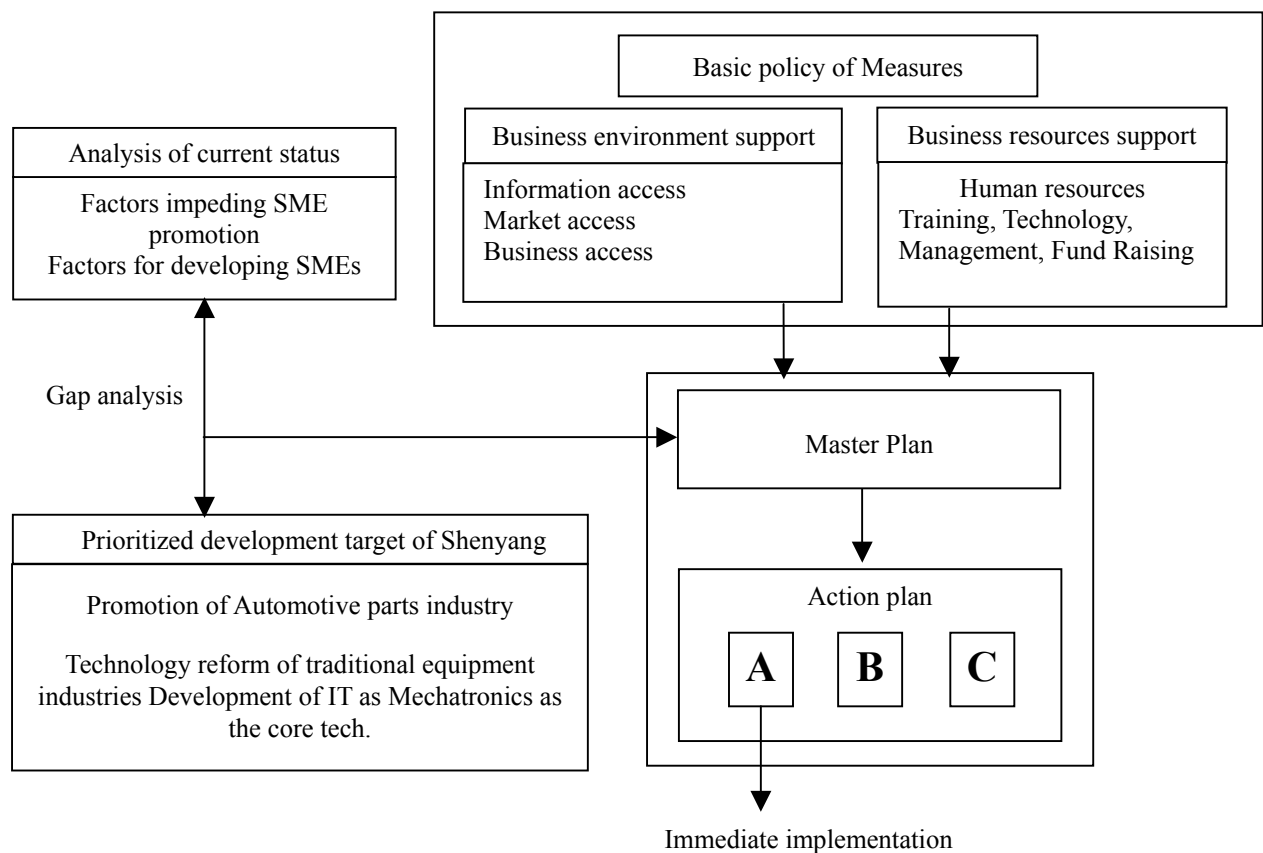 Basic policy of Measures
Business environment support
Information access
Market access
Business access
Business resources support
Human resources
Training, Technology,
Management, Fund Raising
Analysis of current status
Factors impeding SME
promotion
Factors for developing SMEs
Gap analysis
Master Plan
Prioritized development target of Shenyang
Promotion of Automotive parts industry
Technology reform of traditional equipment
industries Development of IT as Mechatronics as
the core tech.
Action plan
A
B
C
Immediate implementation